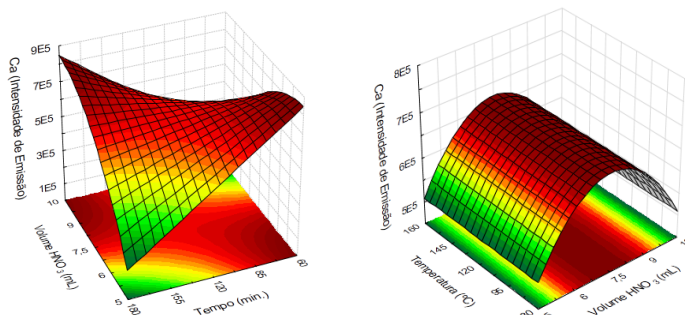 Ca (Intensidade de Emissão)
9E5
7E5
5E5
3E5
1E5
10
9
7,5
6
5
Volume HNO3 (mL)
180
155
120
85
60
Tempo (min.)
Ca (Intensidade de Emissão)
8E5
7E5
6E5
5E5
160
145
120
Temperatura (ºC)
6
7,5
9
Volume HNO3 (mL)